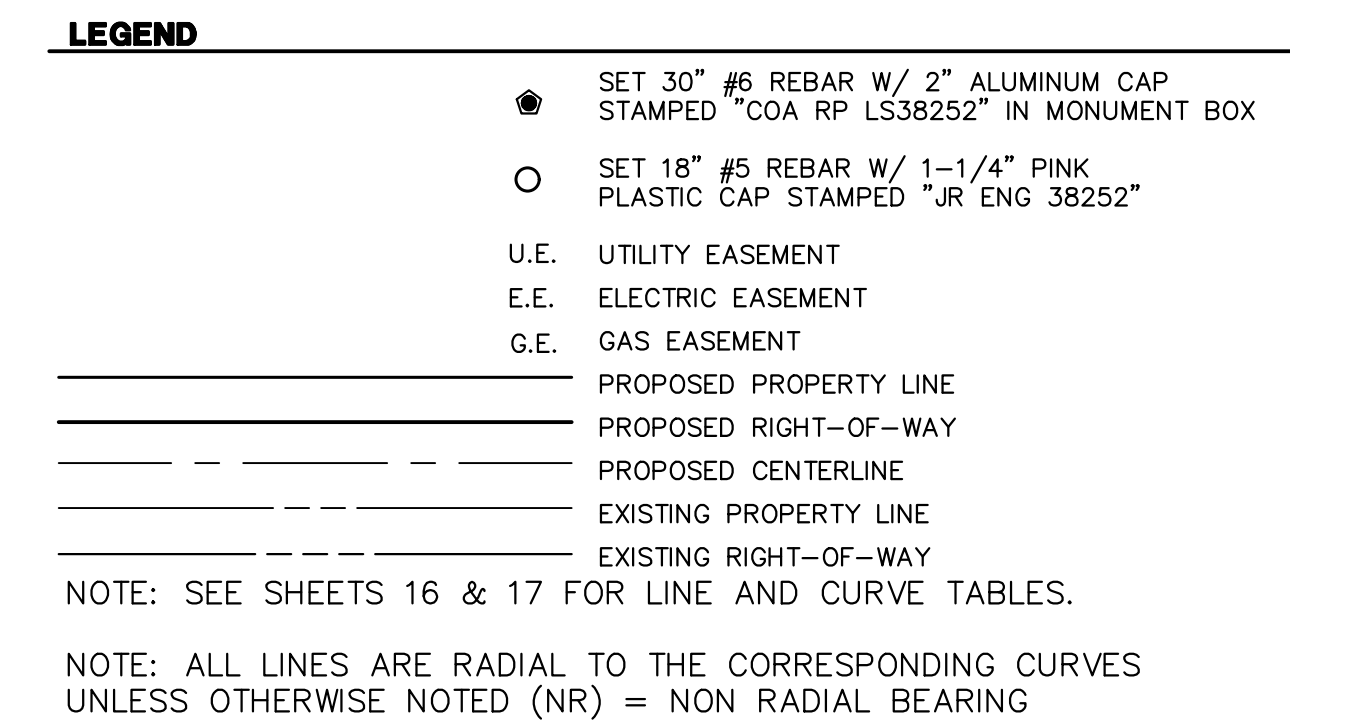 LEGEND
SET 30" #6 REBAR W/ 2" ALUMINUM CAP
STAMPED "COA RP LS38252" IN MONUMENT BOX
SET 18" #5 REBAR W/ 1–1/4" PINK
PLASTIC CAP STAMPED "JR ENG 38252"
U.E. UTILITY EASEMENT
E.E. ELECTRIC EASEMENT
G.E. GAS EASEMENT
PROPOSED PROPERTY LINE
PROPOSED RIGHT–OF–WAY
PROPOSED CENTERLINE
EXISTING PROPERTY LINE
EXISTING RIGHT–OF–WAY
NOTE: SEE SHEETS 16 & 17 FOR LINE AND CURVE TABLES.
NOTE: ALL LINES ARE RADIAL TO THE CORRESPONDING CURVES
UNLESS OTHERWISE NOTED (NR) = NON RADIAL BEARING